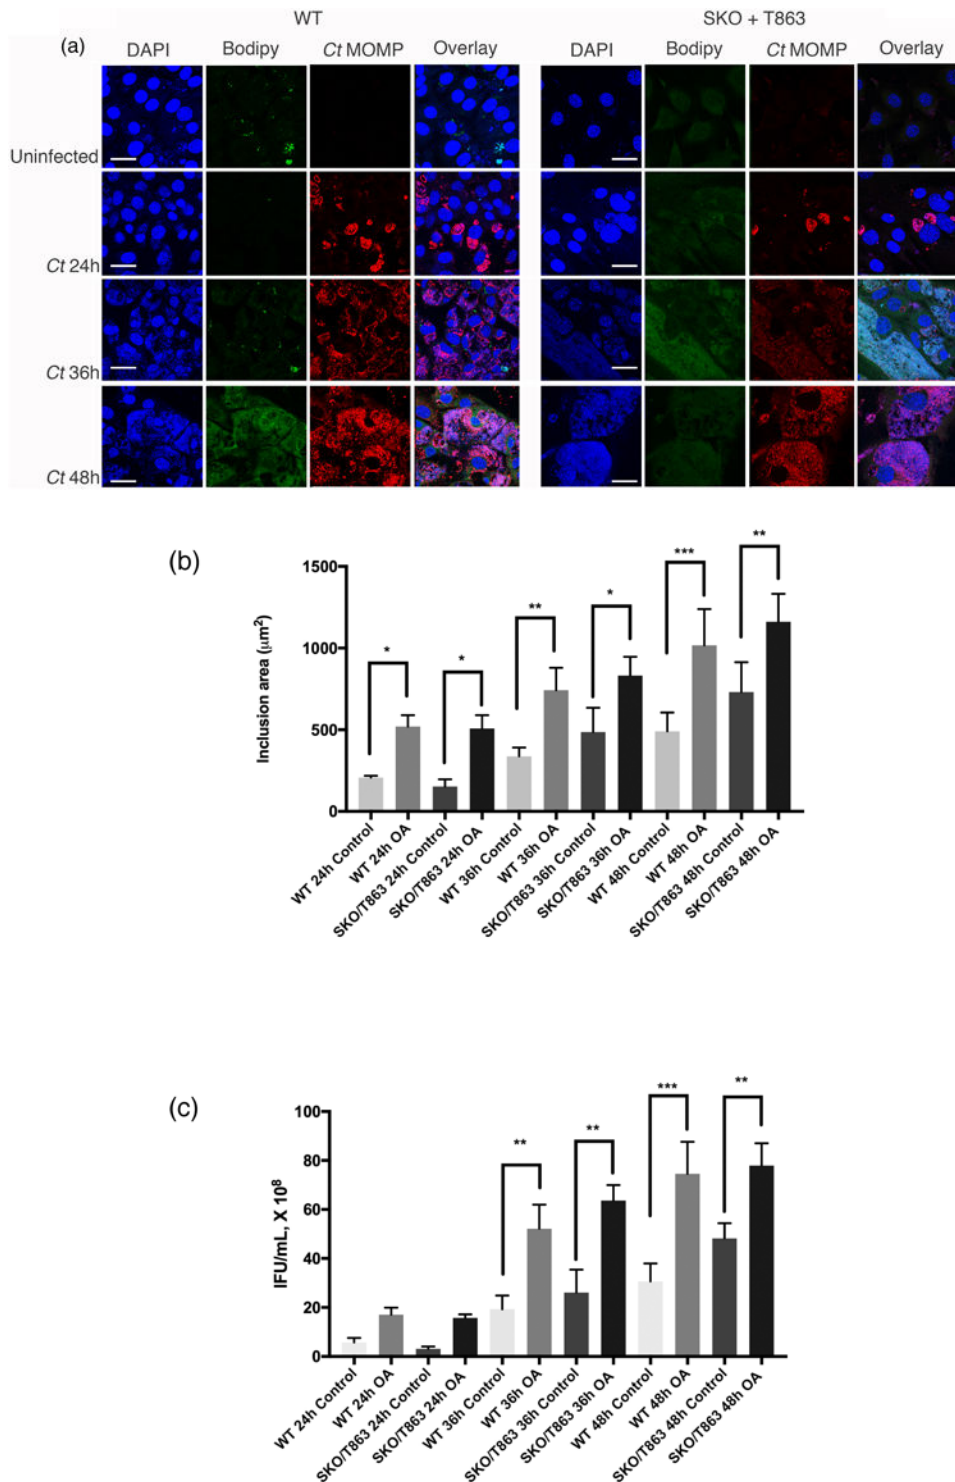 WT SKO + T863
(a) DAPI Bodipy Ct MOMP Overlay DAPI Bodipy Ct MOMP Overlay
Uninfected
Ct 24h
Ct 36h
Ct 48h
(b)
Inclusion area (μm²)
1500
1000
500
0
* * ** * *** **
WT 24h Control
WT 24h OA
SKO/T863 24h Control
SKO/T863 24h OA
WT 36h Control
WT 36h OA
SKO/T863 36h Control
SKO/T863 36h OA
WT 48h Control
WT 48h OA
SKO/T863 48h Control
SKO/T863 48h OA
(c)
IFU/mL, X 10⁸
100
80
60
40
20
0
** ** *** **
WT 24h Control
WT 24h OA
SKO/T863 24h Control
SKO/T863 24h OA
WT 36h Control
WT 36h OA
SKO/T863 36h Control
SKO/T863 36h OA
WT 48h Control
WT 48h OA
SKO/T863 48h Control
SKO/T863 48h OA